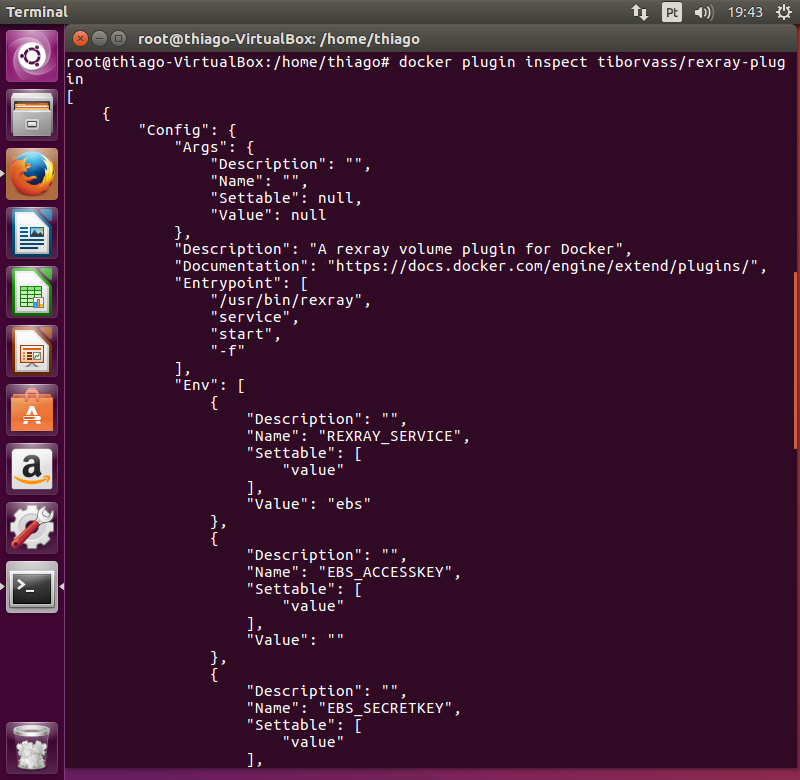 Terminal
Pt
19:43
root@thiago-VirtualBox: /home/thiago
root@thiago-VirtualBox:/home/thiago# docker plugin inspect tiborvass/rexray-plug
in
[
    {
        "Config": {
            "Args": {
                "Description": "",
                "Name": "",
                "Settable": null,
                "Value": null
            },
            "Description": "A rexray volume plugin for Docker",
            "Documentation": "https://docs.docker.com/engine/extend/plugins/",
            "Entrypoint": [
                "/usr/bin/rexray",
                "service",
                "start",
                "-f"
            ],
            "Env": [
                {
                    "Description": "",
                    "Name": "REXRAY_SERVICE",
                    "Settable": [
                        "value"
                    ],
                    "Value": "ebs"
                },
                {
                    "Description": "",
                    "Name": "EBS_ACCESSKEY",
                    "Settable": [
                        "value"
                    ],
                    "Value": ""
                },
                {
                    "Description": "",
                    "Name": "EBS_SECRETKEY",
                    "Settable": [
                        "value"
                    ],